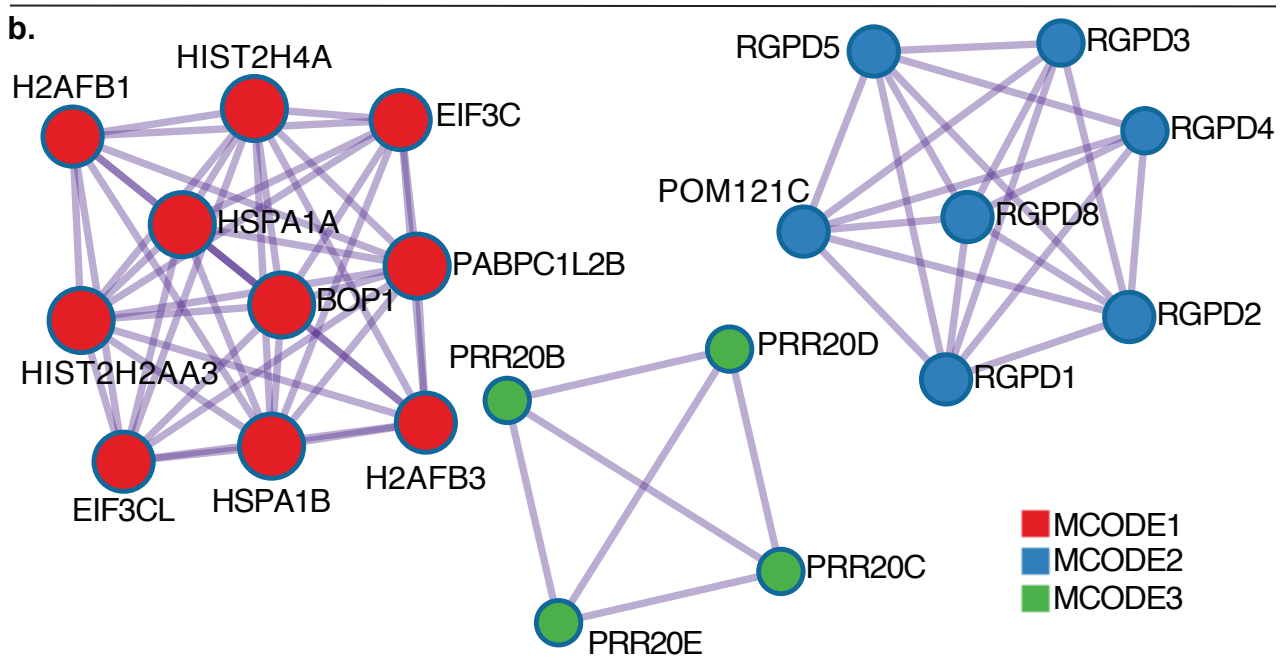 b.
HIST2H4A
H2AFB1
EIF3C
HSPA1A
PABPC1L2B
BOP1
HIST2H2AA3
H2AFB3
HSPA1B
EIF3CL
RGPD5
RGPD3
RGPD4
POM121C
RGPD8
RGPD2
RGPD1
PRR20B
PRR20D
PRR20C
PRR20E
MCODE1
MCODE2
MCODE3